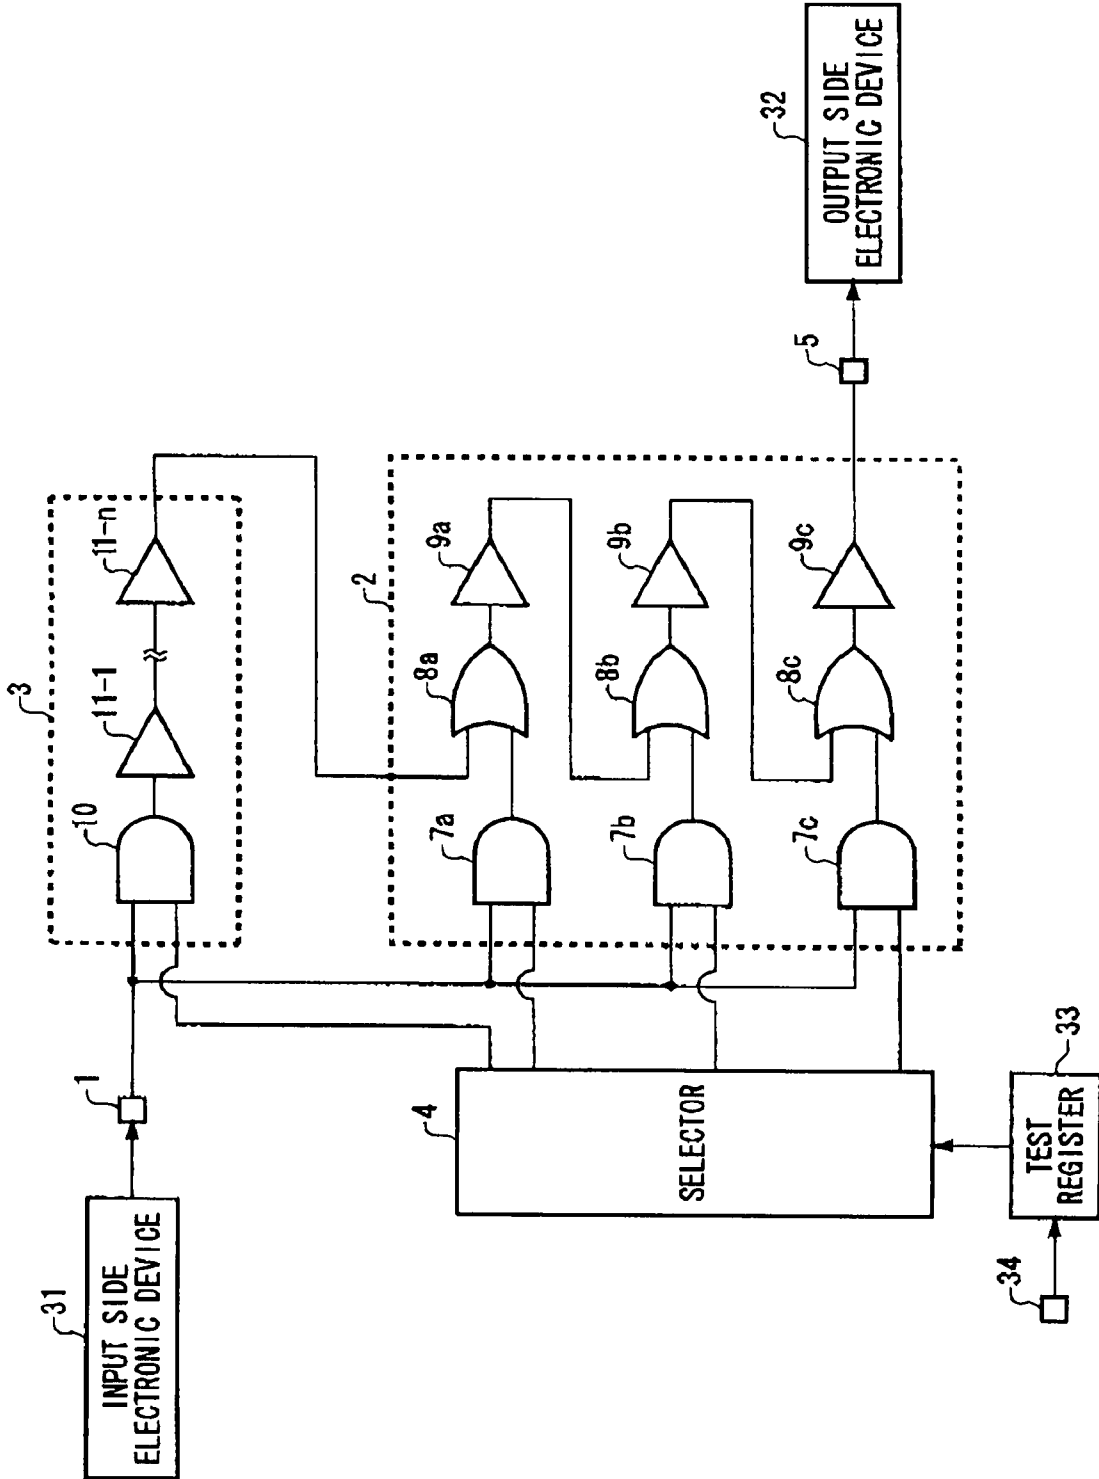 31
INPUT SIDE
ELECTRONIC DEVICE
1
3
10
11-1
11-n
4
SELECTOR
2
7a
8a
9a
7b
8b
9b
7c
8c
9c
5
32
OUTPUT SIDE
ELECTRONIC DEVICE
33
TEST
REGISTER
34